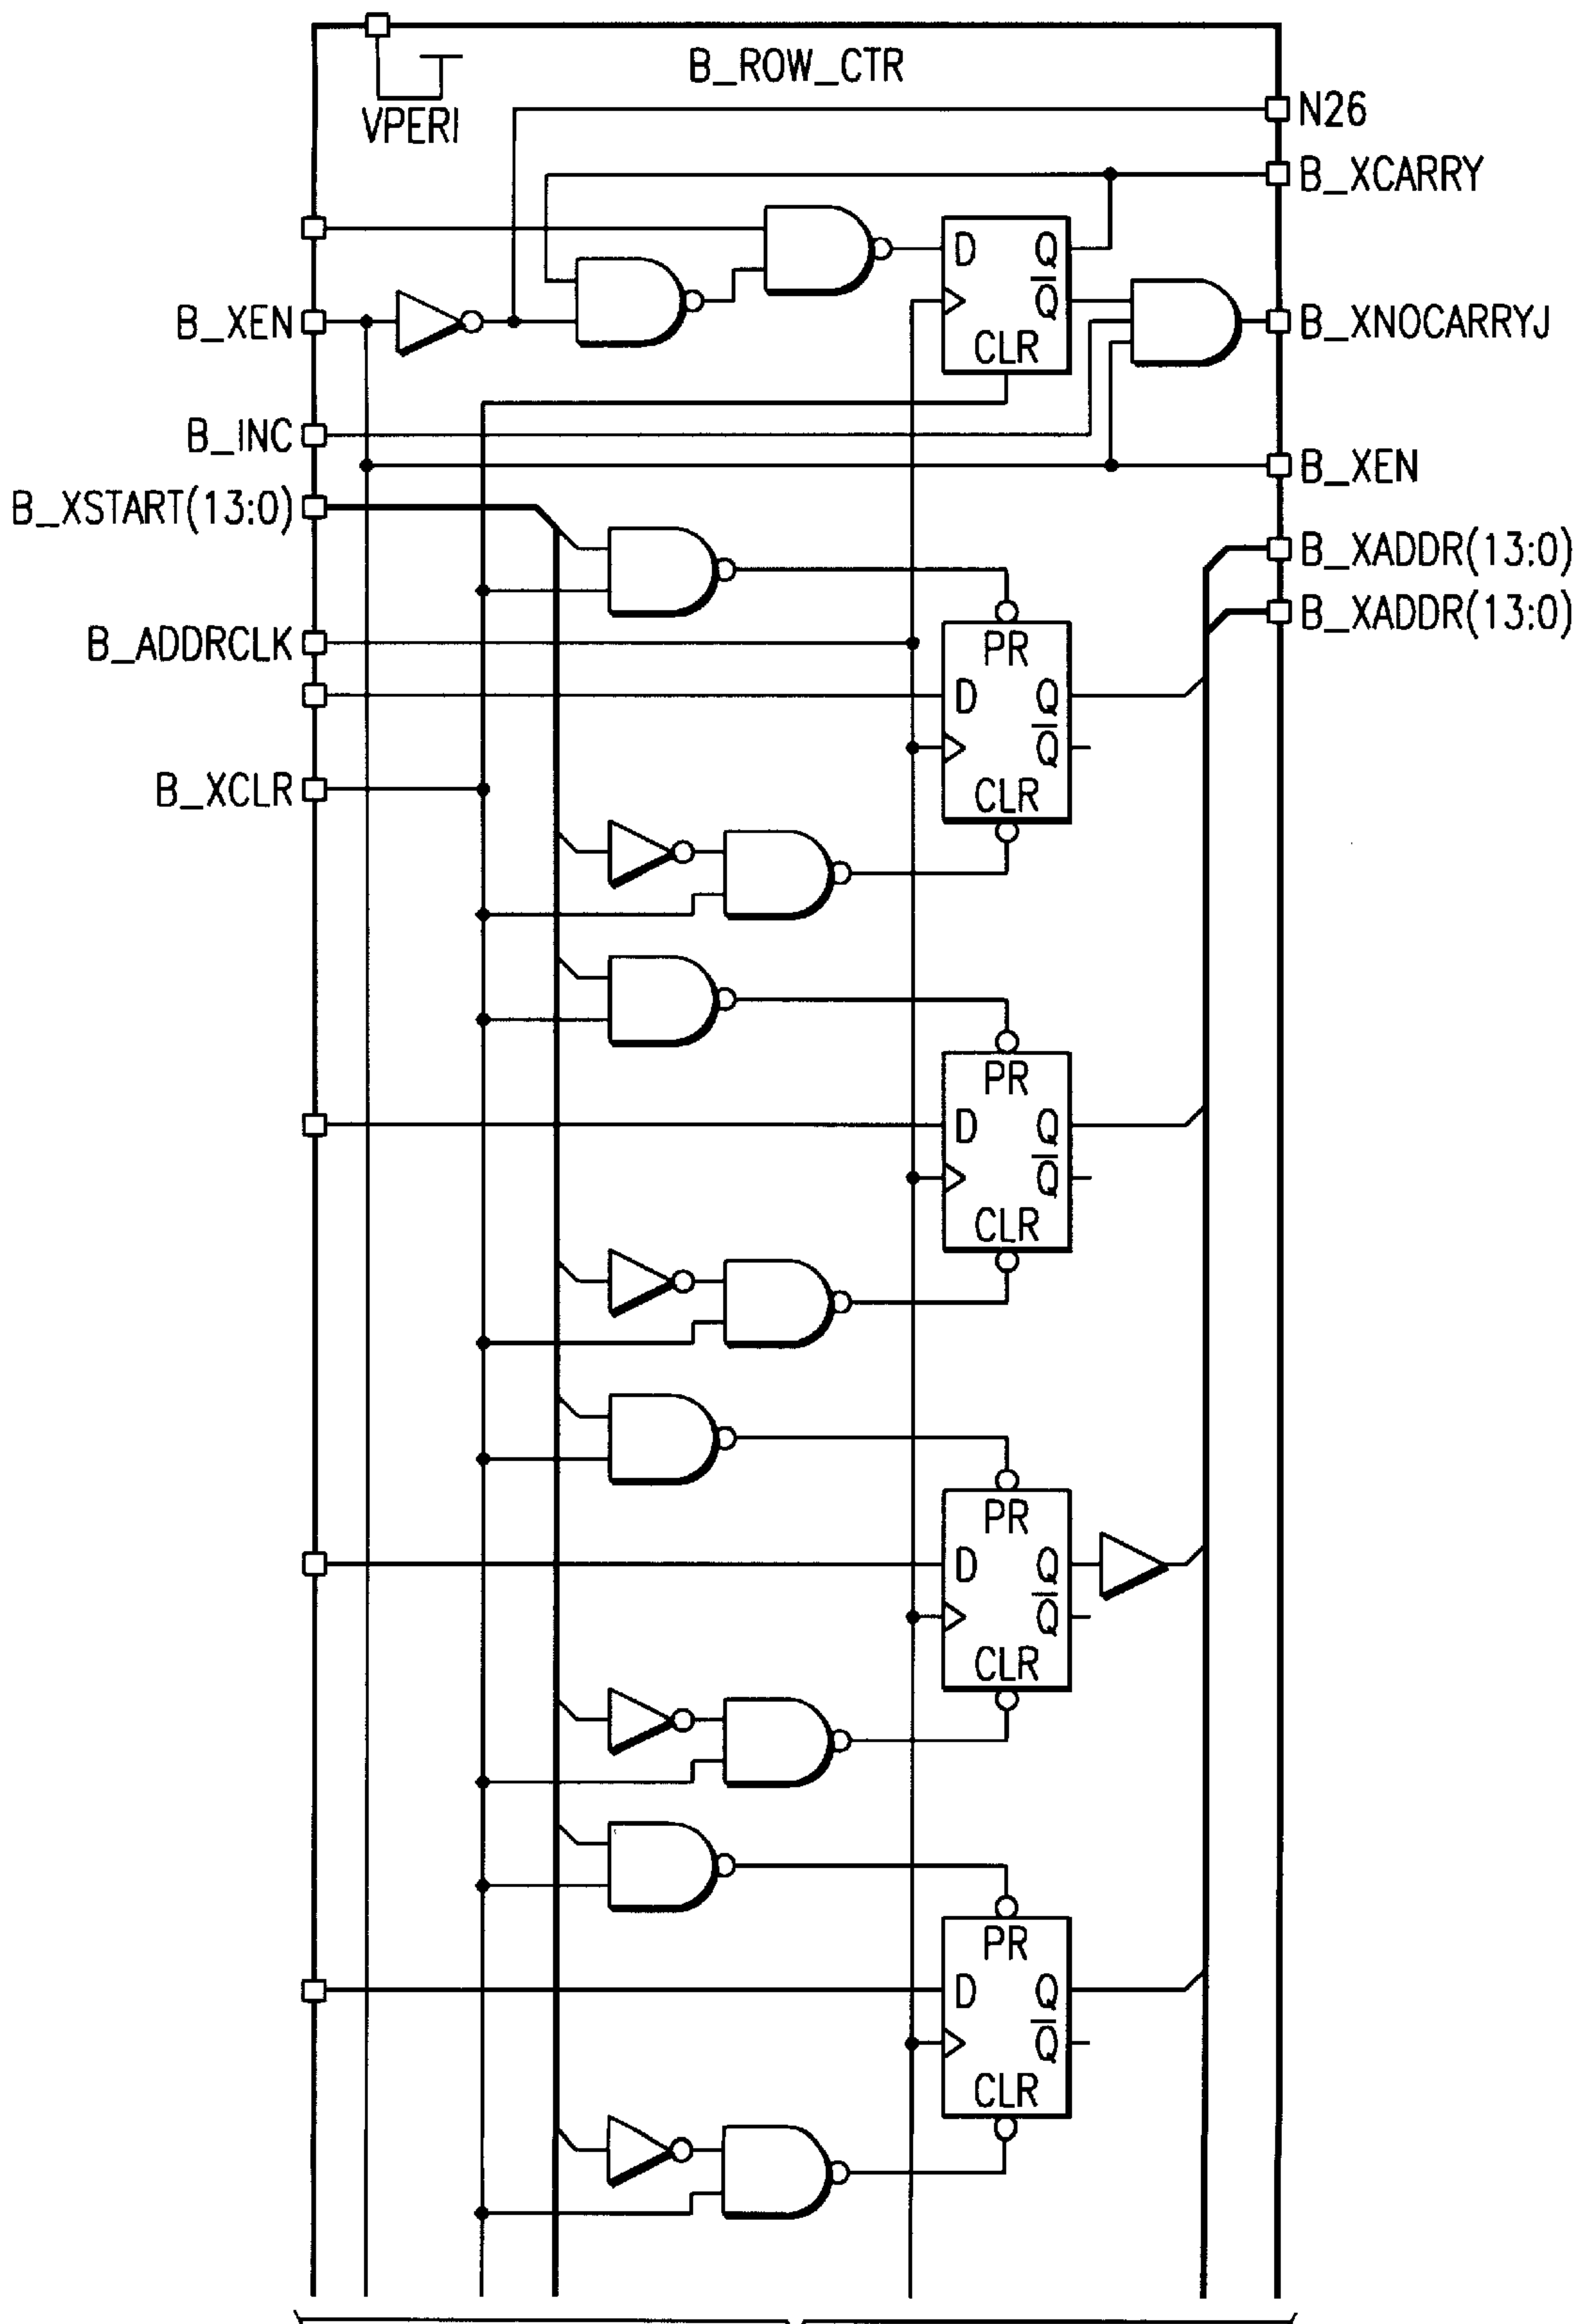 B_ROW_CTR
VPERI
N26
B_XCARRY
D Q
Q
CLR
B_XEN
B_XNOCARRYJ
B_INC
B_XEN
B_XSTART(13:0)
B_XADDR(13:0)
B_XADDR(13:0)
B_ADDRCLK
PR
D Q
Q
CLR
B_XCLR
PR
D Q
Q
CLR
PR
D Q
Q
CLR
PR
D Q
Q
CLR